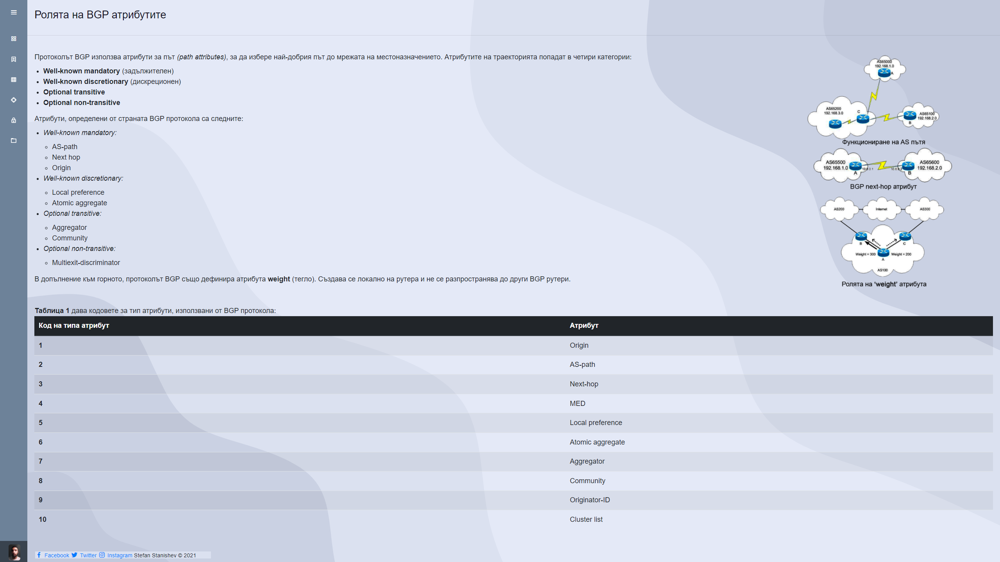 Ролята на BGP атрибутите
Протоколът BGP използва атрибути за път (path attributes), за да избере най-добрия път до мрежата на местоназначението. Атрибутите на траекторията попадат в четири категории:
Well-known mandatory (задължителен)
Well-known discretionary (дискреционен)
Optional transitive
Optional non-transitive
Атрибути, определени от страната BGP протокола са следните:
Well-known mandatory:
AS-path
Next hop
Origin
Well-known discretionary:
Local preference
Atomic aggregate
Optional transitive:
Aggregator
Community
Optional non-transitive:
Multiexit-discriminator
В допълнение към горното, протоколът BGP също дефинира атрибута weight (тегло). Създава се локално на рутера и не се разпространява до други BGP рутери.
AS65000
192.168.1.0
A
AS65200
192.168.3.0
C
AS65100
192.168.2.0
B
Функциониране на AS пътя
AS65500
192.168.1.0
A
10.0.0.1
10.0.0.2
B
AS65600
192.168.2.0
BGP next-hop атрибут
AS200
Internet
AS300
B
C
Weight = 300
Weight = 200
A
AS100
Ролята на ‘weight’ атрибута
Таблица 1 дава кодовете за тип атрибути, използвани от BGP протокола:
Код на типа атрибут Атрибут
1 Origin
2 AS-path
3 Next-hop
4 MED
5 Local preference
6 Atomic aggregate
7 Aggregator
8 Community
9 Originator-ID
10 Cluster list
Facebook Twitter Instagram Stefan Stanishev © 2021